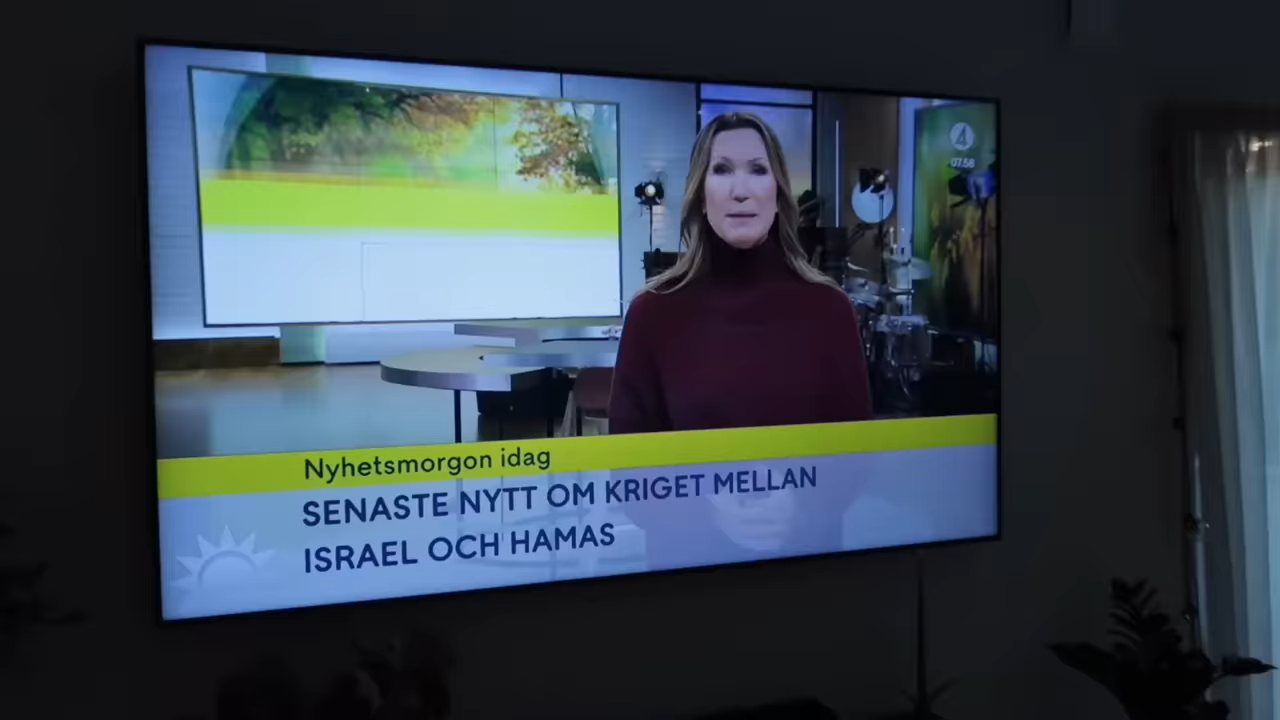 4
07.58
Nyhetsmorgon idag
SENASTE NYTT OM KRIGET MELLAN
ISRAEL OCH HAMAS